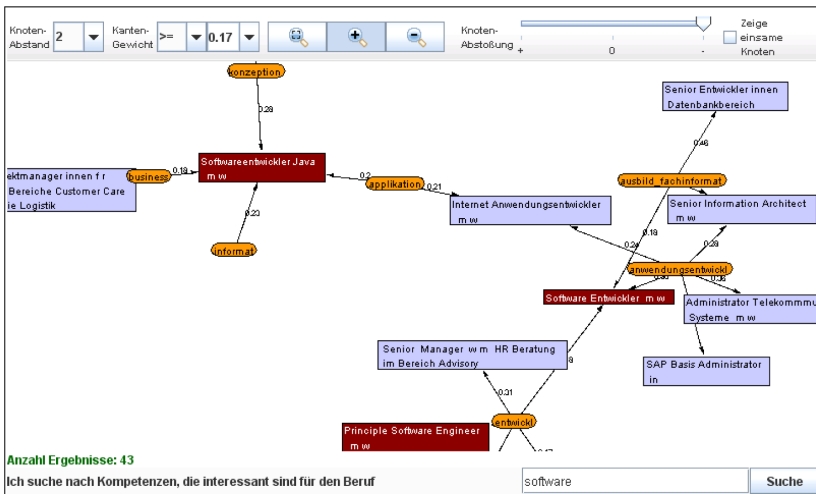 Knoten-
Abstand
2
Kanten-
Gewicht
>=
0.17
Knoten-
Abstoßung
+
0
-
Zeige
einsame
Knoten
konzeption
0.28
Senior Entwickler innen
Datenbankbereich
Softwareentwickler Java
m w
0.46
ektmanager innen f r
Bereiche Customer Care
ie Logistik
business
0.18
0.2
applikation
0.21
ausbild_fachinformat
Internet Anwendungsentwickler
m w
Senior Information Architect
m w
0.23
informat
0.18
0.24
0.28
anwendungsentwickl
0.36
Software Entwickler m w
Administrator Telekommmu
Systeme m w
Senior Manager w m HR Beratung
im Bereich Advisory
SAP Basis Administrator
in
0.31
entwickl
Principle Software Engineer
m w
Anzahl Ergebnisse: 43
Ich suche nach Kompetenzen, die interessant sind für den Beruf
software
Suche